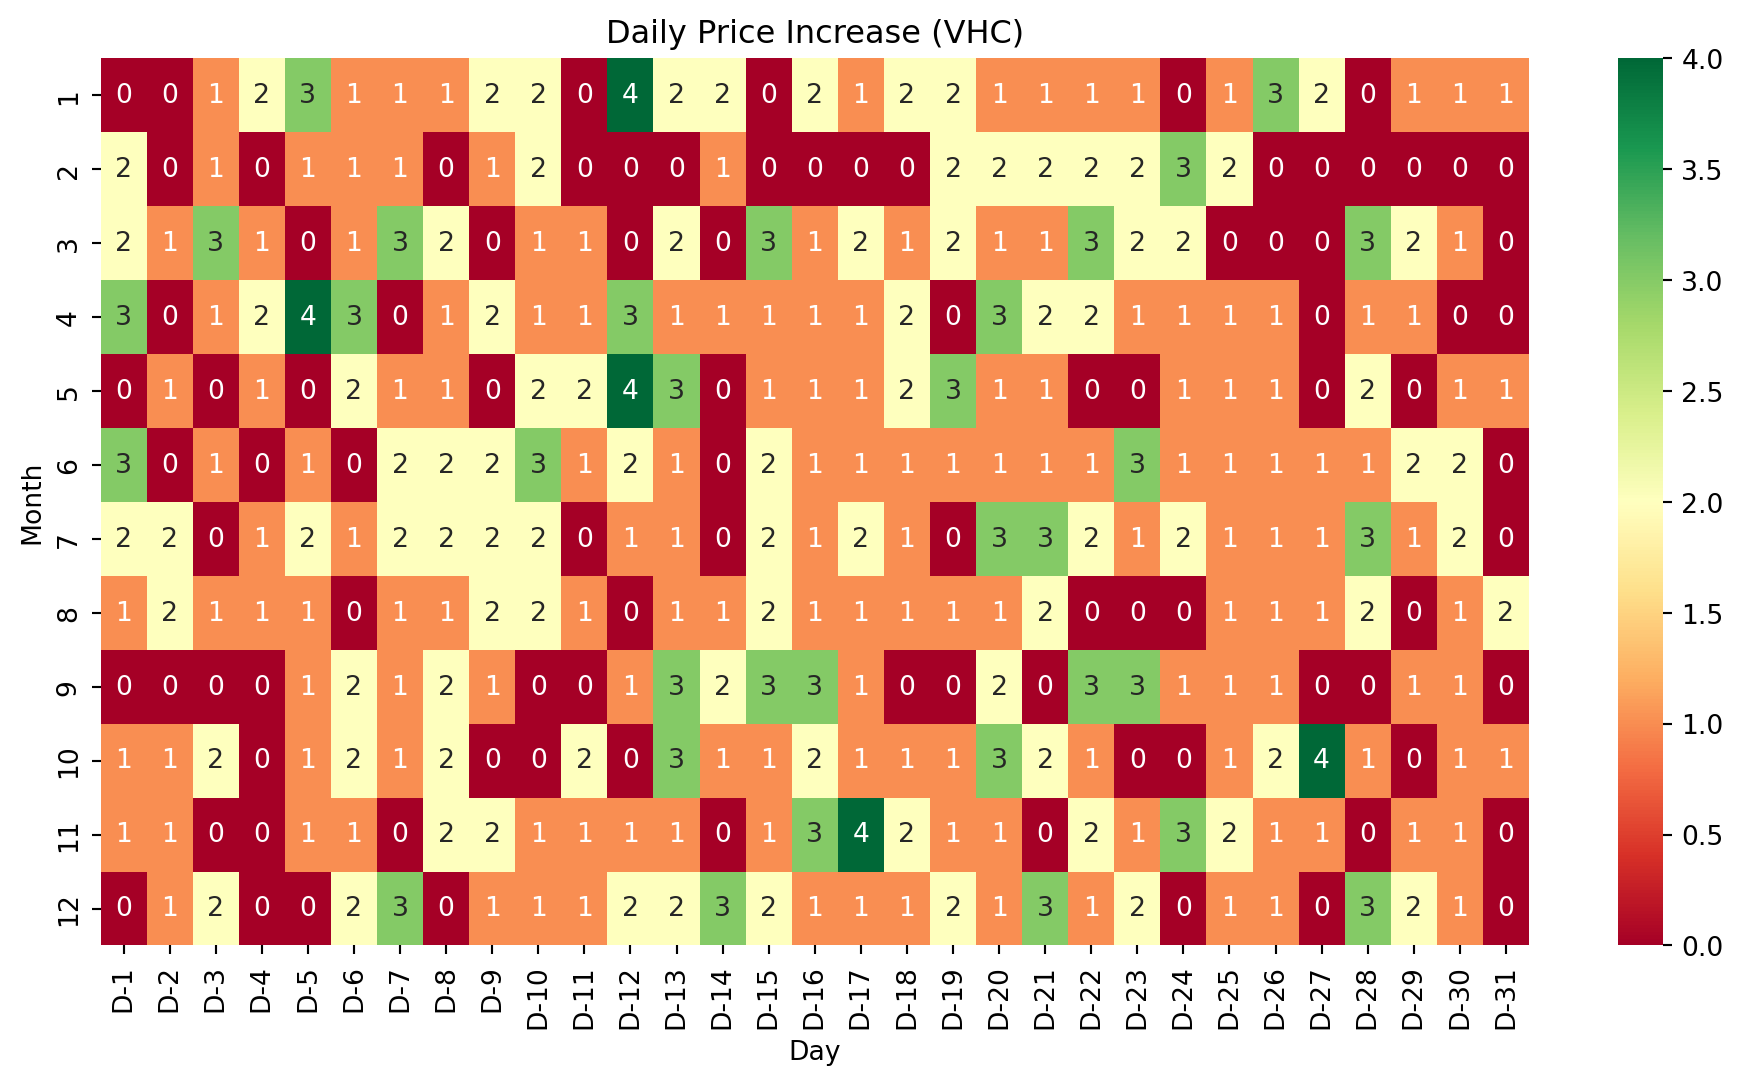 Daily Price Increase (VHC)
1 0 0 1 2 3 1 1 1 2 2 0 4 2 2 0 2 1 2 2 1 1 1 1 0 1 3 2 0 1 1 1
2 2 0 1 0 1 1 1 0 1 2 0 0 0 1 0 0 0 0 2 2 2 2 2 3 2 0 0 0 0 0 0
3 2 1 3 1 0 1 3 2 0 1 1 0 2 0 3 1 2 1 2 1 1 3 2 2 0 0 0 3 2 1 0
4 3 0 1 2 4 3 0 1 2 1 1 3 1 1 1 1 1 2 0 3 2 2 1 1 1 1 0 1 1 0 0
5 0 1 0 1 0 2 1 1 0 2 2 4 3 0 1 1 1 2 3 1 1 0 0 1 1 1 0 2 0 1 1
6 3 0 1 0 1 0 2 2 2 3 1 2 1 0 2 1 1 1 1 1 1 1 3 1 1 1 1 1 2 2 0
7 2 2 0 1 2 1 2 2 2 2 0 1 1 0 2 1 2 1 0 3 3 2 1 2 1 1 1 3 1 2 0
8 1 2 1 1 1 0 1 1 2 2 1 0 1 1 2 1 1 1 1 1 2 0 0 0 1 1 1 2 0 1 2
9 0 0 0 0 1 2 1 2 1 0 0 1 3 2 3 3 1 0 0 2 0 3 3 1 1 1 0 0 1 1 0
10 1 1 2 0 1 2 1 2 0 0 2 0 3 1 1 2 1 1 1 3 2 1 0 0 1 2 4 1 0 1 1
11 1 1 0 0 1 1 0 2 2 1 1 1 1 0 1 3 4 2 1 1 0 2 1 3 2 1 1 0 1 1 0
12 0 1 2 0 0 2 3 0 1 1 1 2 2 3 2 1 1 1 2 1 3 1 2 0 1 1 0 3 2 1 0
Month
D-1 D-2 D-3 D-4 D-5 D-6 D-7 D-8 D-9 D-10 D-11 D-12 D-13 D-14 D-15 D-16 D-17 D-18 D-19 D-20 D-21 D-22 D-23 D-24 D-25 D-26 D-27 D-28 D-29 D-30 D-31
Day
4.0
3.5
3.0
2.5
2.0
1.5
1.0
0.5
0.0